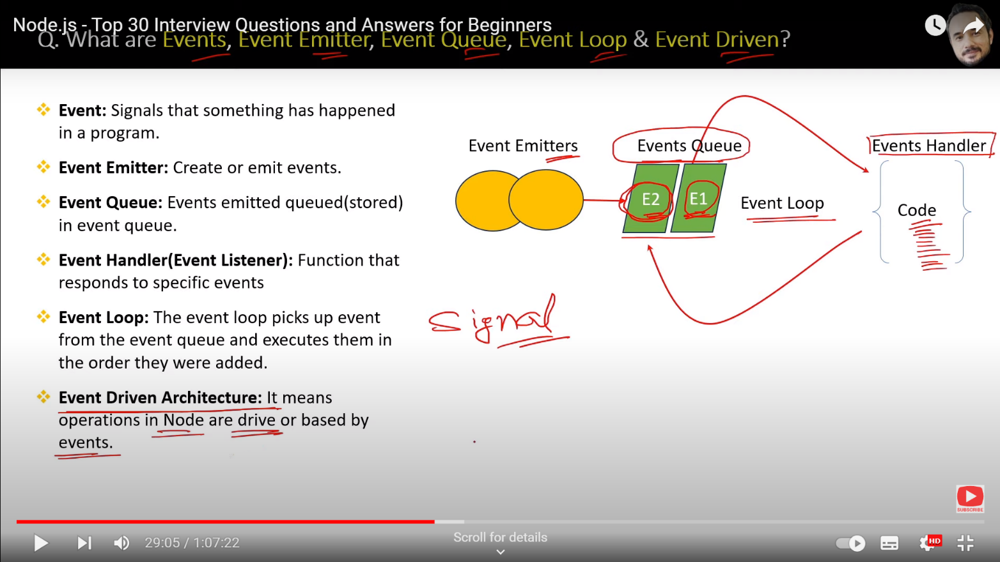 Node.js - Top 30 Interview Questions and Answers for Beginners
Q. What are Events, Event Emitter, Event Queue, Event Loop & Event Driven?
Event: Signals that something has happened
in a program.
Event Emitter: Create or emit events.
Event Queue: Events emitted queued(stored)
in event queue.
Event Handler(Event Listener): Function that
responds to specific events
Event Loop: The event loop picks up event
from the event queue and executes them in
the order they were added.
Event Driven Architecture: It means
operations in Node are drive or based by
events.
Event Emitters
Events Queue
Events Handler
E2
E1
Event Loop
Code
Signal
SUBSCRIBE
29:05 / 1:07:22
Scroll for details
HD